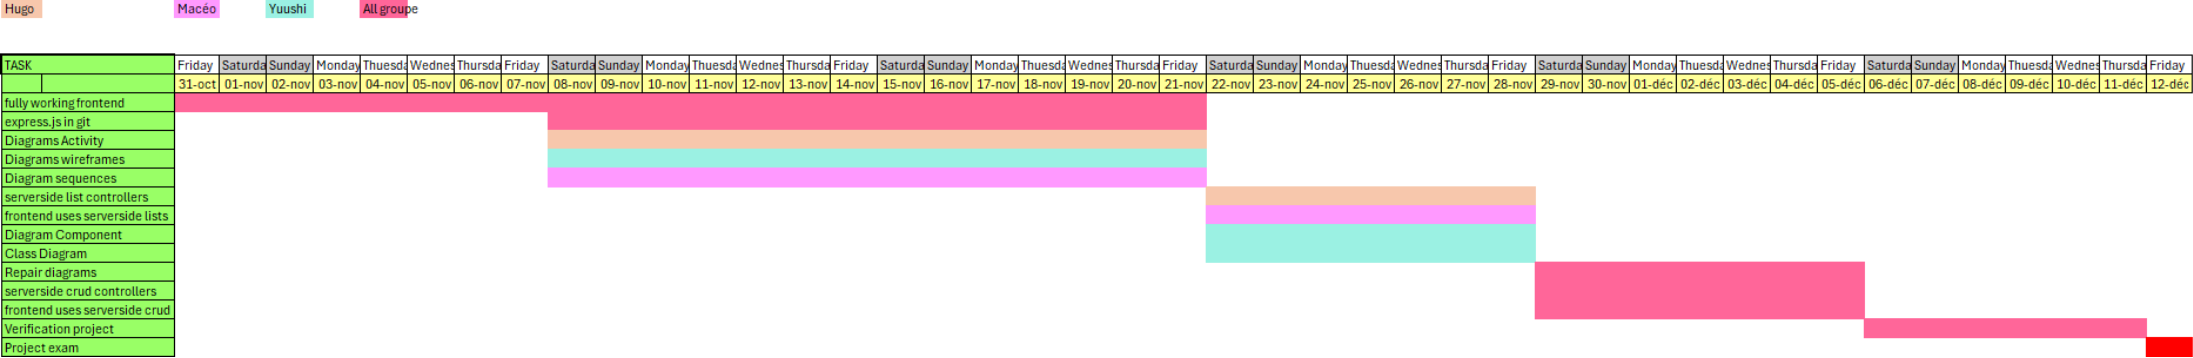 Hugo Macéo Yuushi All groupe
TASK Friday Saturda Sunday Monday Thuesda Wednes Thursda Friday Saturda Sunday Monday Thuesda Wednes Thursda Friday Saturda Sunday Monday Thuesda Wednes Thursda Friday Saturda Sunday Monday Thuesda Wednes Thursda Friday Saturda Sunday Monday Thuesda Wednes Thursda Friday Saturda Sunday Monday Thuesda Wednes Thursda Friday
31-oct 01-nov 02-nov 03-nov 04-nov 05-nov 06-nov 07-nov 08-nov 09-nov 10-nov 11-nov 12-nov 13-nov 14-nov 15-nov 16-nov 17-nov 18-nov 19-nov 20-nov 21-nov 22-nov 23-nov 24-nov 25-nov 26-nov 27-nov 28-nov 29-nov 30-nov 01-déc 02-déc 03-déc 04-déc 05-déc 06-déc 07-déc 08-déc 09-déc 10-déc 11-déc 12-déc
fully working frontend
express.js in git
Diagrams Activity
Diagrams wireframes
Diagram sequences
serverside list controllers
frontend uses serverside lists
Diagram Component
Class Diagram
Repair diagrams
serverside crud controllers
frontend uses serverside crud
Verification project
Project exam